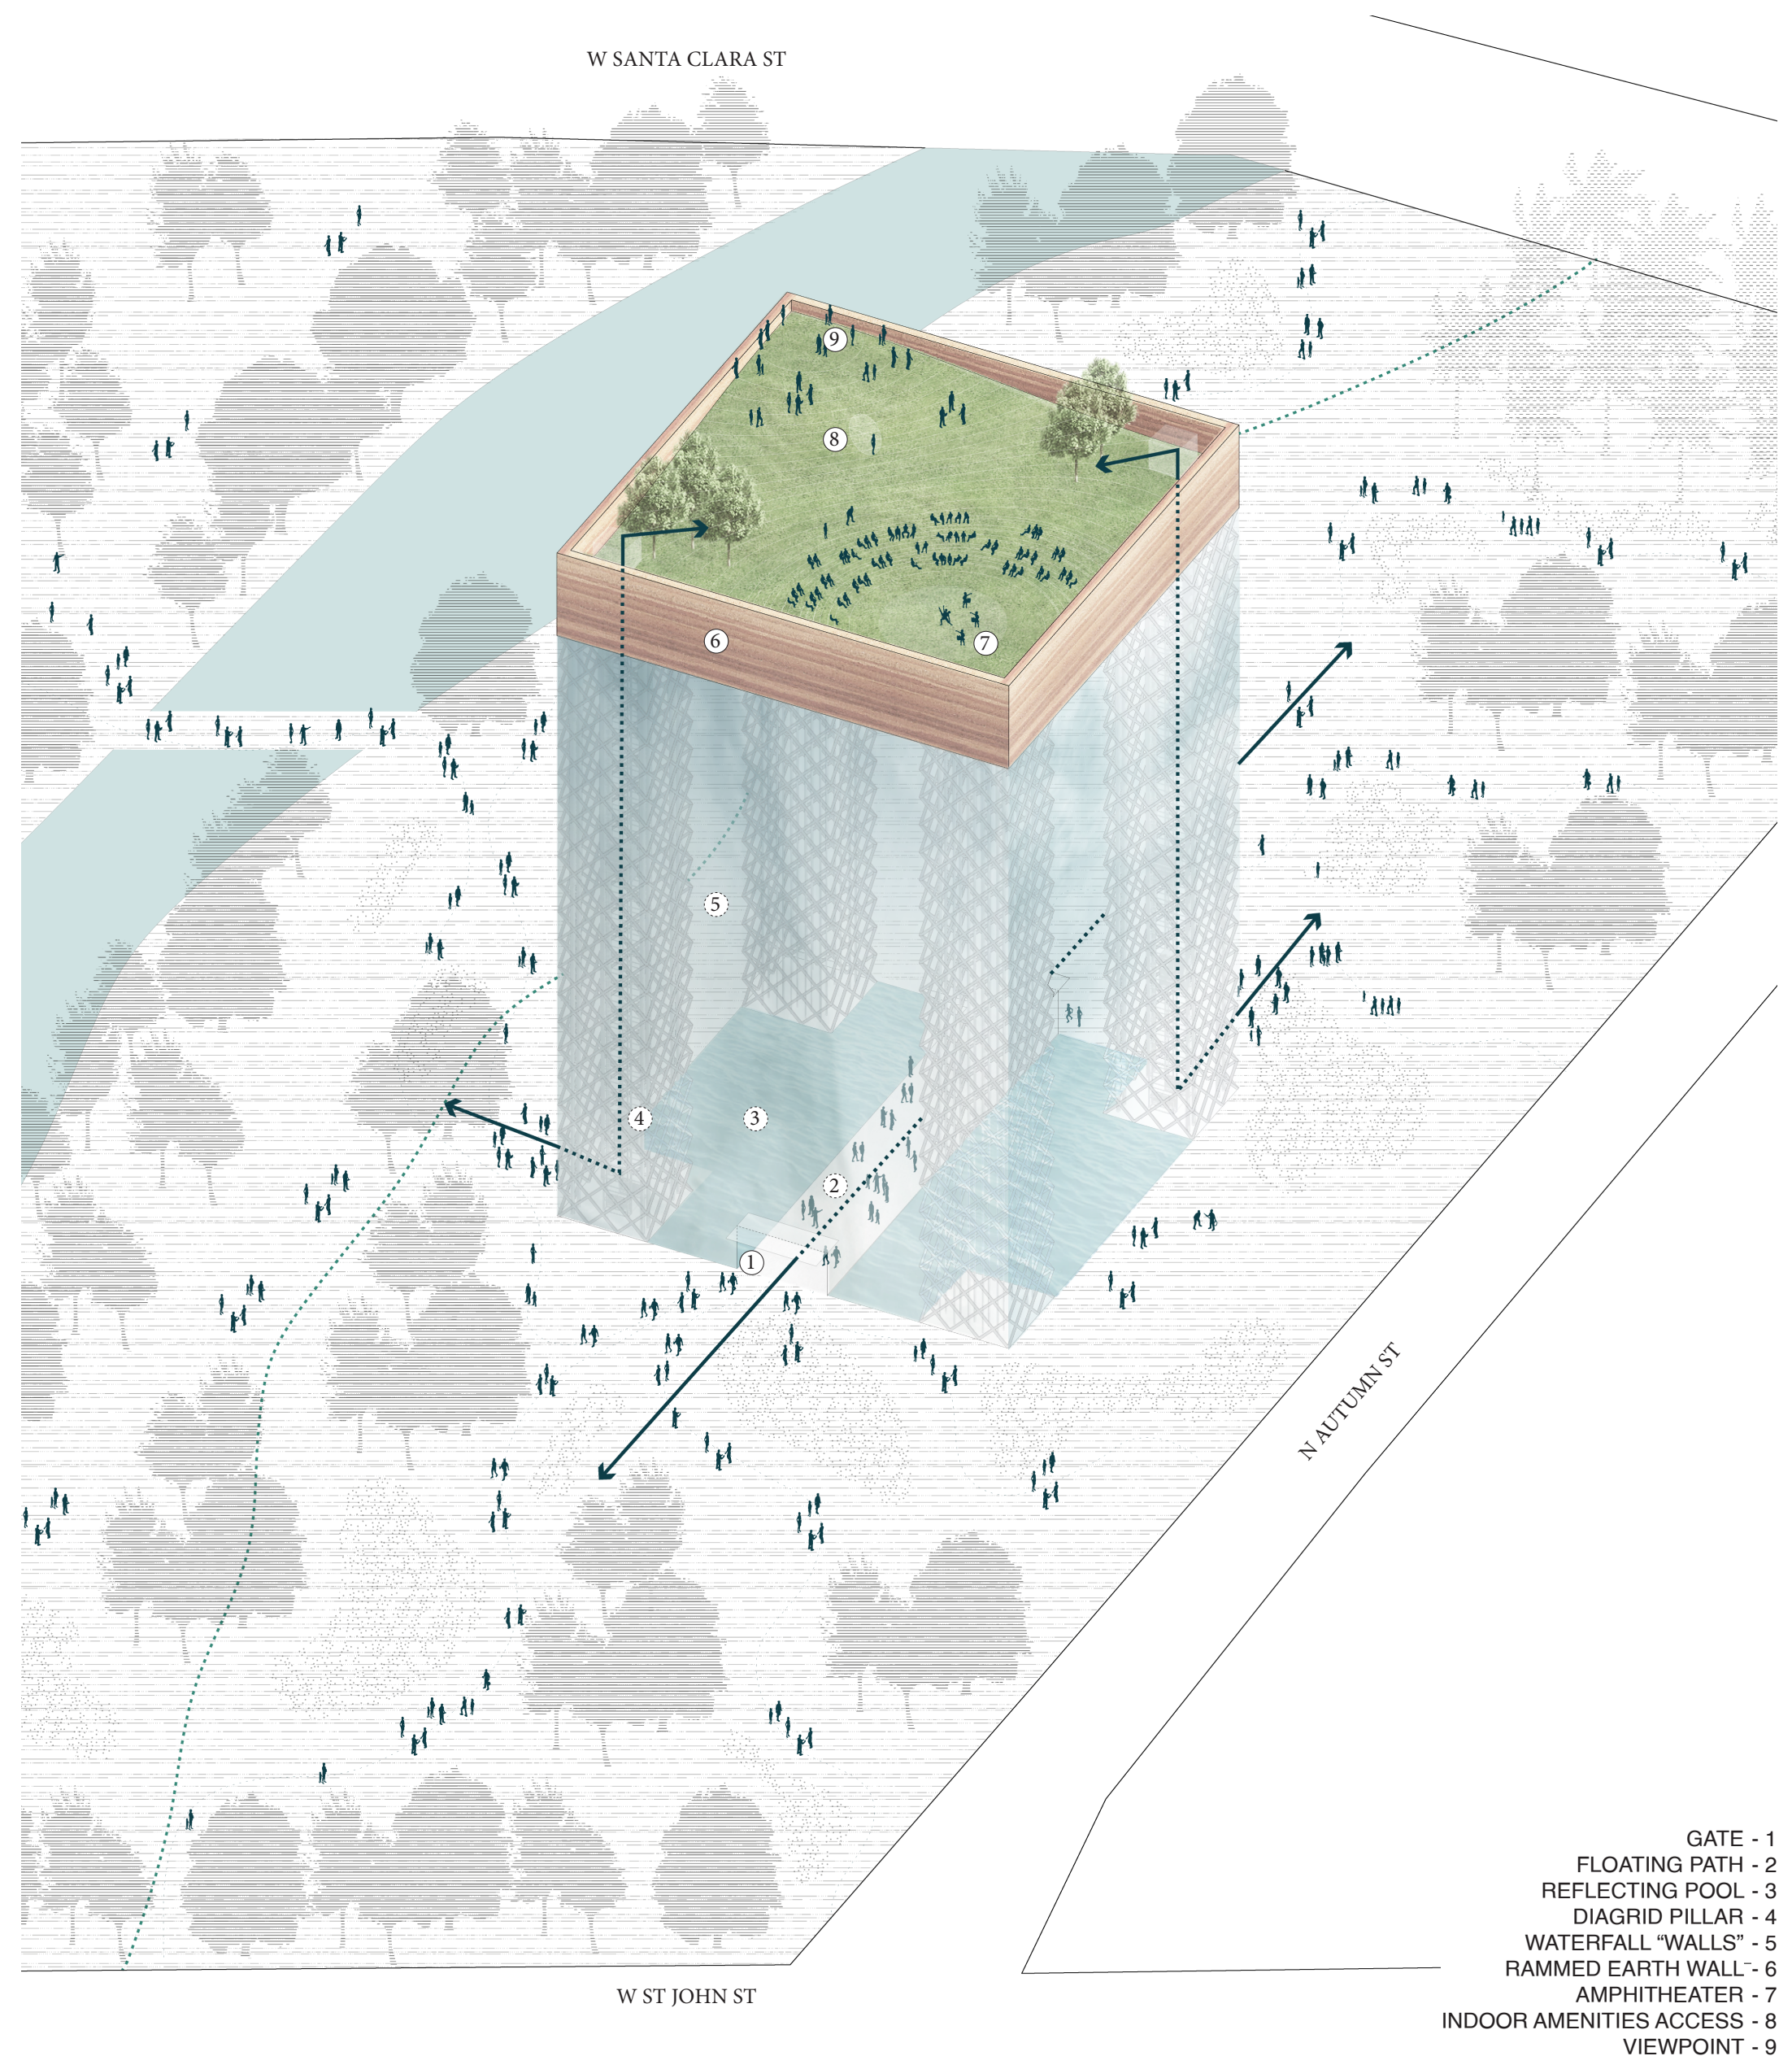 W SANTA CLARA ST
9
8
6
7
5
4
3
2
1
N AUTUMN ST
W ST JOHN ST
GATE - 1
FLOATING PATH - 2
REFLECTING POOL - 3
DIAGRID PILLAR - 4
WATERFALL “WALLS” - 5
RAMMED EARTH WALL - 6
AMPHITHEATER - 7
INDOOR AMENITIES ACCESS - 8
VIEWPOINT - 9